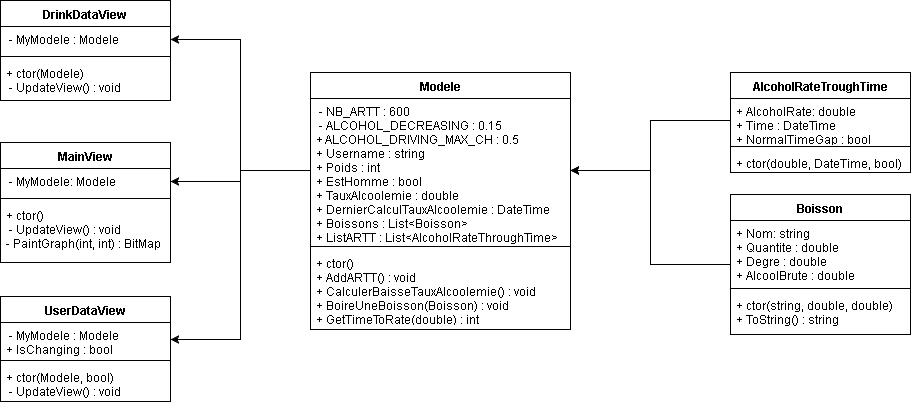 DrinkDataView
- MyModele : Modele
+ ctor(Modele)
- UpdateView() : void
MainView
- MyModele: Modele
+ ctor()
- UpdateView() : void
- PaintGraph(int, int) : BitMap
UserDataView
- MyModele : Modele
+ IsChanging : bool
+ ctor(Modele, bool)
- UpdateView() : void
Modele
- NB_ARTT : 600
- ALCOHOL_DECREASING : 0.15
+ ALCOHOL_DRIVING_MAX_CH : 0.5
+ Username : string
+ Poids : int
+ EstHomme : bool
+ TauxAlcoolemie : double
+ DernierCalculTauxAlcoolemie : DateTime
+ Boissons : List<Boisson>
+ ListARTT : List<AlcoholRateThroughTime>
+ ctor()
+ AddARTT() : void
+ CalculerBaisseTauxAlcoolemie() : void
+ BoireUneBoisson(Boisson) : void
+ GetTimeToRate(double) : int
AlcoholRateTroughTime
+ AlcoholRate: double
+ Time : DateTime
+ NormalTimeGap : bool
+ ctor(double, DateTime, bool)
Boisson
+ Nom: string
+ Quantite : double
+ Degre : double
+ AlcoolBrute : double
+ ctor(string, double, double)
+ ToString() : string